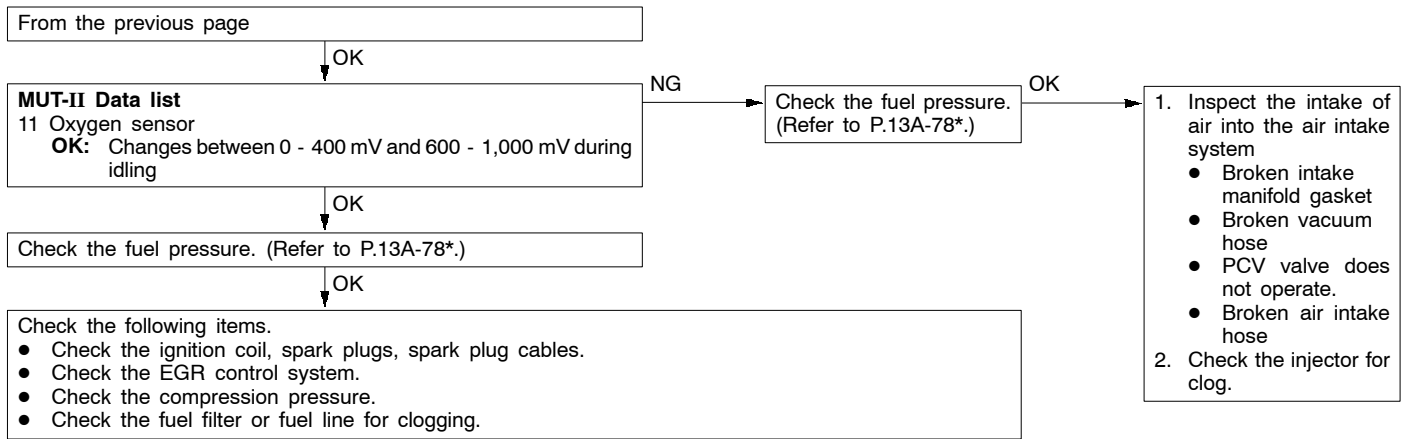 From the previous page
OK
MUT-II Data list
11 Oxygen sensor
OK: Changes between 0 - 400 mV and 600 - 1,000 mV during
idling
NG
Check the fuel pressure.
(Refer to P.13A-78*.)
OK
1. Inspect the intake of
air into the air intake
system
● Broken intake
manifold gasket
● Broken vacuum
hose
● PCV valve does
not operate.
● Broken air intake
hose
2. Check the injector for
clog.
OK
Check the fuel pressure. (Refer to P.13A-78*.)
OK
Check the following items.
● Check the ignition coil, spark plugs, spark plug cables.
● Check the EGR control system.
● Check the compression pressure.
● Check the fuel filter or fuel line for clogging.